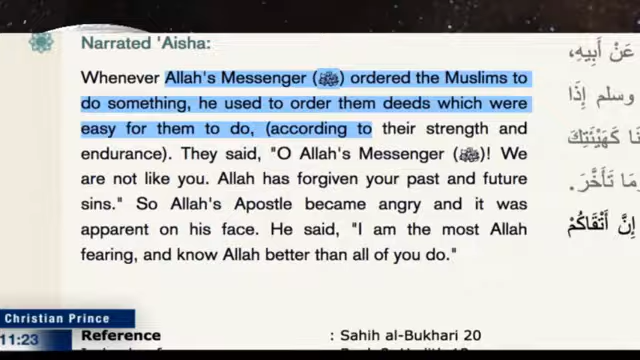 Narrated 'Aisha:
Whenever Allah's Messenger (ﷺ) ordered the Muslims to
do something, he used to order them deeds which were
easy for them to do, (according to their strength and
endurance). They said, "O Allah's Messenger (ﷺ)! We
are not like you. Allah has forgiven your past and future
sins." So Allah's Apostle became angry and it was
apparent on his face. He said, "I am the most Allah
fearing, and know Allah better than all of you do."
عَنْ أَبِيهِ،
وسلم إِذَا
نَا كَهَيْئَتِكَ
مَا تَأَخَّرَ.
إِنَّ أَتْقَاكُمْ
Christian Prince
11:23
Reference : Sahih al-Bukhari 20